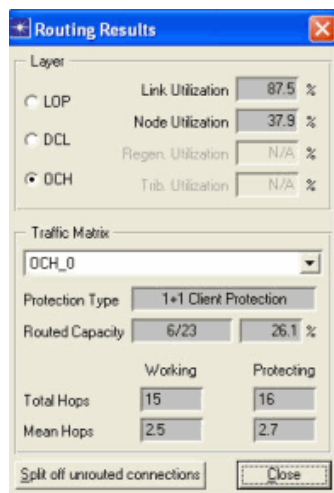 Routing Results
Layer
LOP
DCL
OCH
Link Utilization 87.5 %
Node Utilization 37.9 %
Regen. Utilization N/A %
Trib. Utilization N/A %
Traffic Matrix
OCH_0
Protection Type 1+1 Client Protection
Routed Capacity 6/23 26.1 %
Working Protecting
Total Hops 15 16
Mean Hops 2.5 2.7
Split off unrouted connections Close